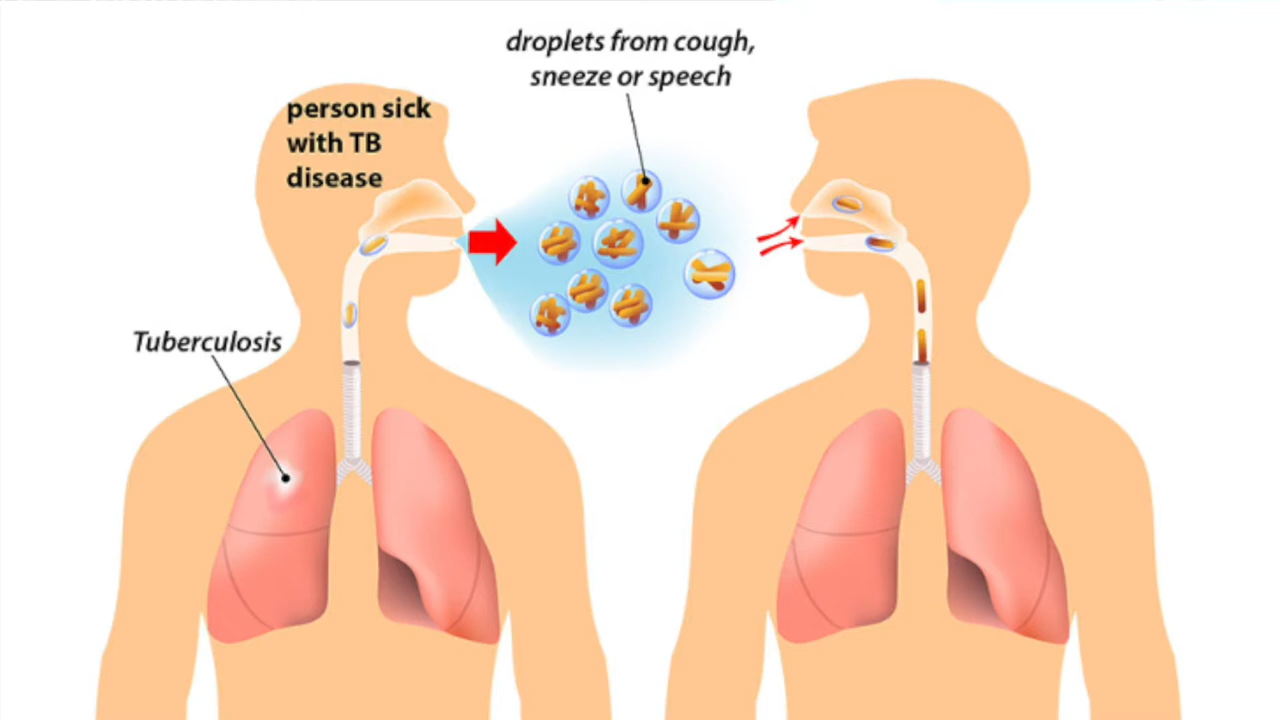 droplets from cough,
sneeze or speech
person sick
with TB
disease
Tuberculosis